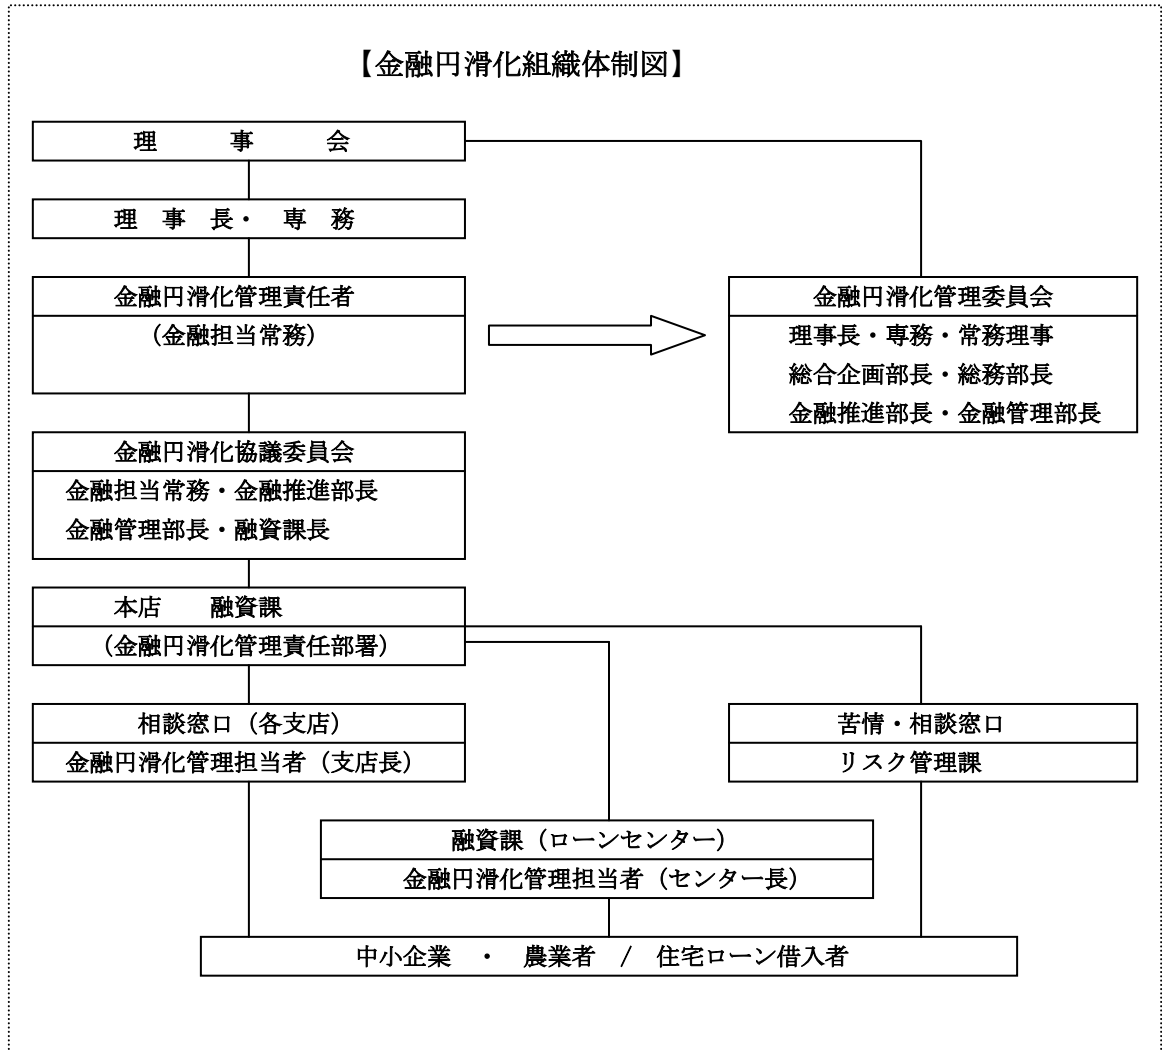 【金融円滑化組織体制図】
理　事　会
理　事　長・　専　務
金融円滑化管理責任者
（金融担当常務）
金融円滑化管理委員会
理事長・専務・常務理事
総合企画部長・総務部長
金融推進部長・金融管理部長
金融円滑化協議委員会
金融担当常務・金融推進部長
金融管理部長・融資課長
本店　　融資課
（金融円滑化管理責任部署）
相談窓口（各支店）
金融円滑化管理担当者（支店長）
苦情・相談窓口
リスク管理課
融資課（ローンセンター）
金融円滑化管理担当者（センター長）
中小企業　・　農業者　/　住宅ローン借入者